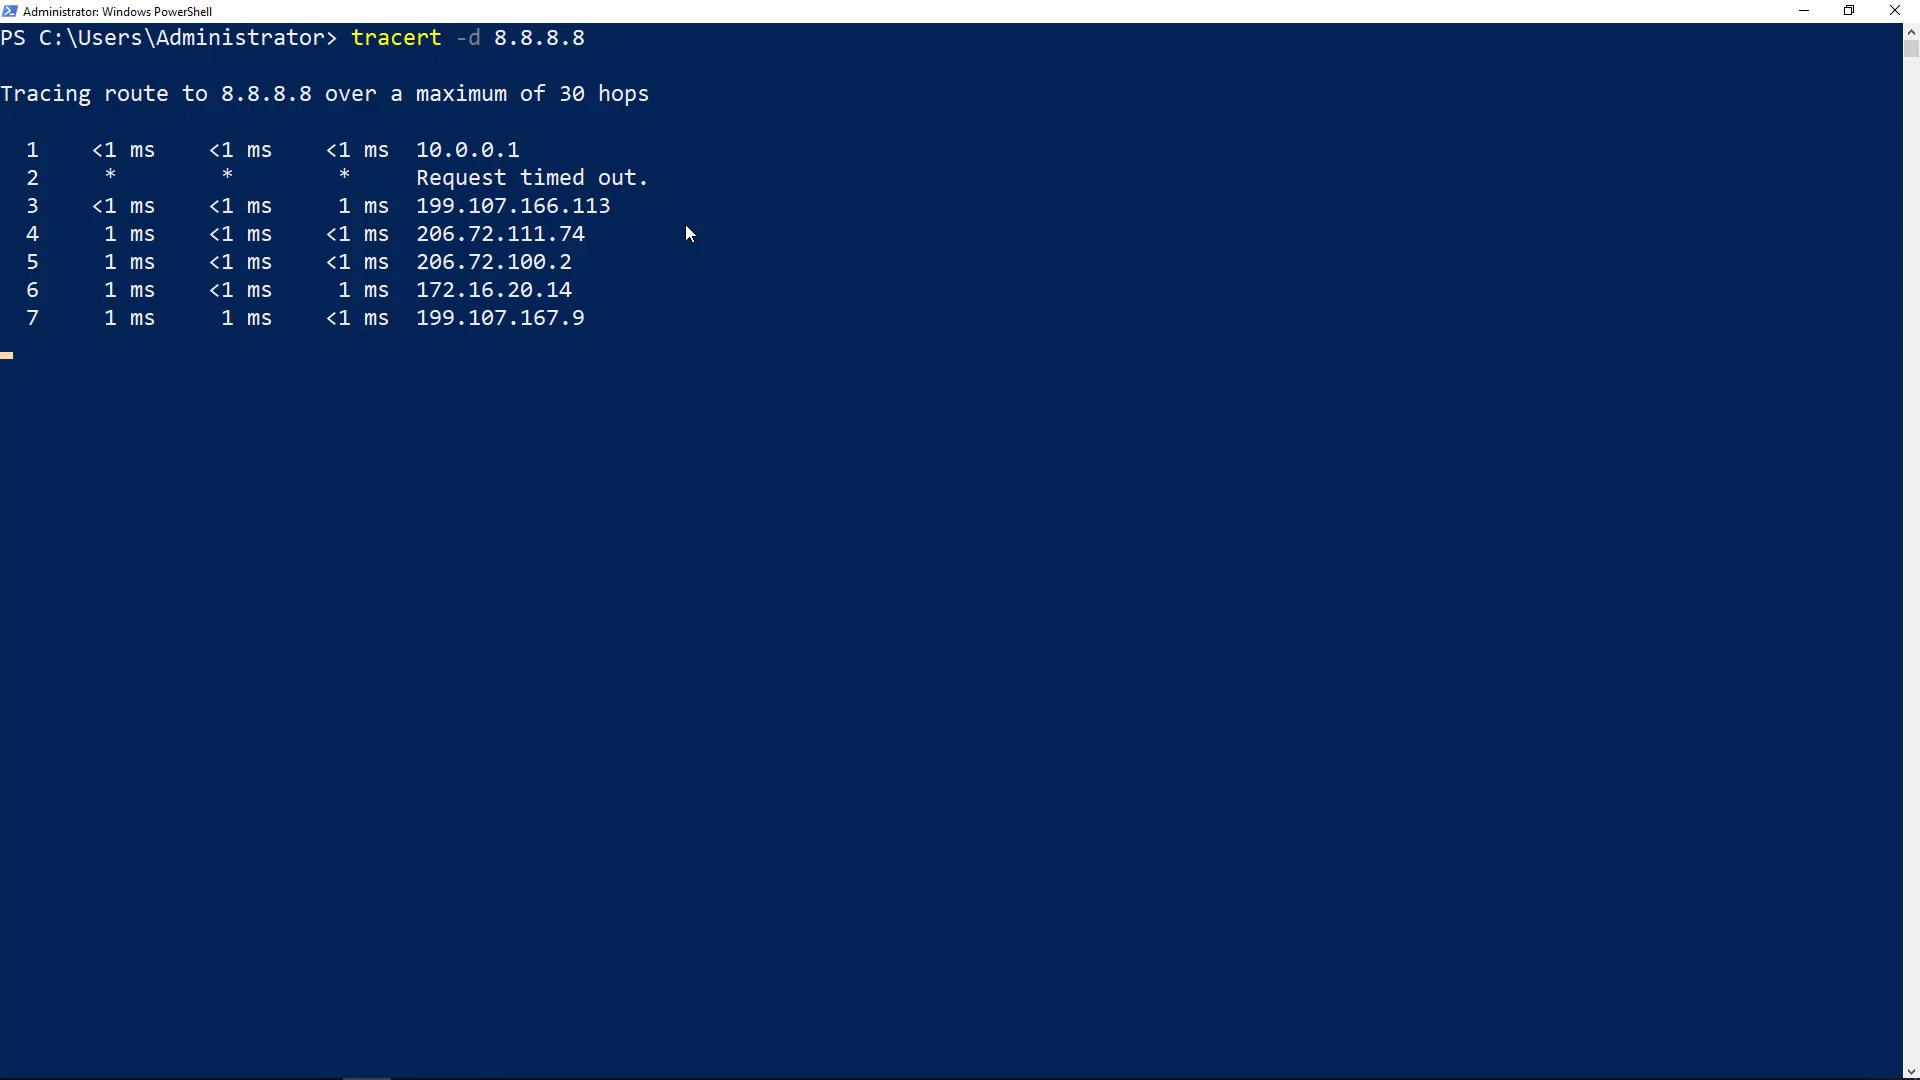 Administrator: Windows PowerShell
PS C:\Users\Administrator> tracert -d 8.8.8.8
Tracing route to 8.8.8.8 over a maximum of 30 hops
1 <1 ms <1 ms <1 ms 10.0.0.1
2 * * * Request timed out.
3 <1 ms <1 ms 1 ms 199.107.166.113
4 1 ms <1 ms <1 ms 206.72.111.74
5 1 ms <1 ms <1 ms 206.72.100.2
6 1 ms <1 ms 1 ms 172.16.20.14
7 1 ms 1 ms <1 ms 199.107.167.9